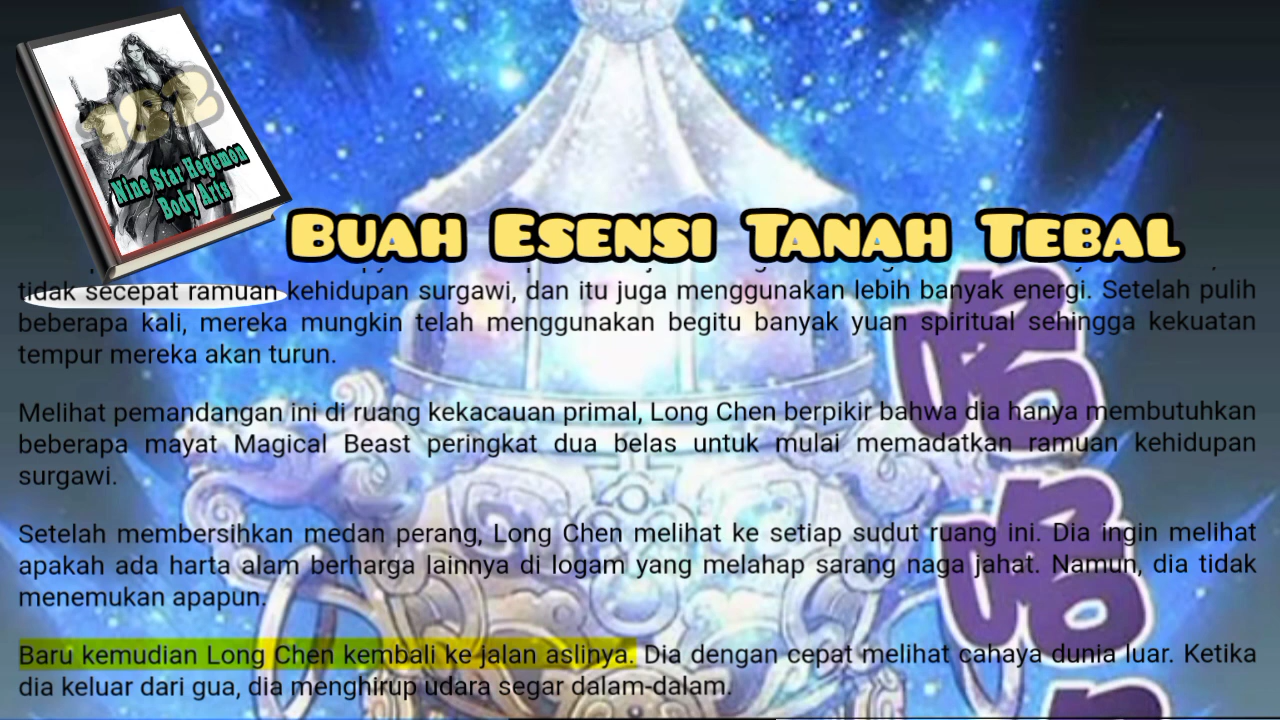 192
Nine Star Hegemon
Body Arts
Buah Esensi Tanah Tebal
tidak secepat ramuan kehidupan surgawi, dan itu juga menggunakan lebih banyak energi. Setelah pulih
beberapa kali, mereka mungkin telah menggunakan begitu banyak yuan spiritual sehingga kekuatan
tempur mereka akan turun.
Melihat pemandangan ini di ruang kekacauan primal, Long Chen berpikir bahwa dia hanya membutuhkan
beberapa mayat Magical Beast peringkat dua belas untuk mulai memadatkan ramuan kehidupan
surgawi.
Setelah membersihkan medan perang, Long Chen melihat ke setiap sudut ruang ini. Dia ingin melihat
apakah ada harta alam berharga lainnya di logam yang melahap sarang naga jahat. Namun, dia tidak
menemukan apapun.
Baru kemudian Long Chen kembali ke jalan aslinya. Dia dengan cepat melihat cahaya dunia luar. Ketika
dia keluar dari gua, dia menghirup udara segar dalam-dalam.